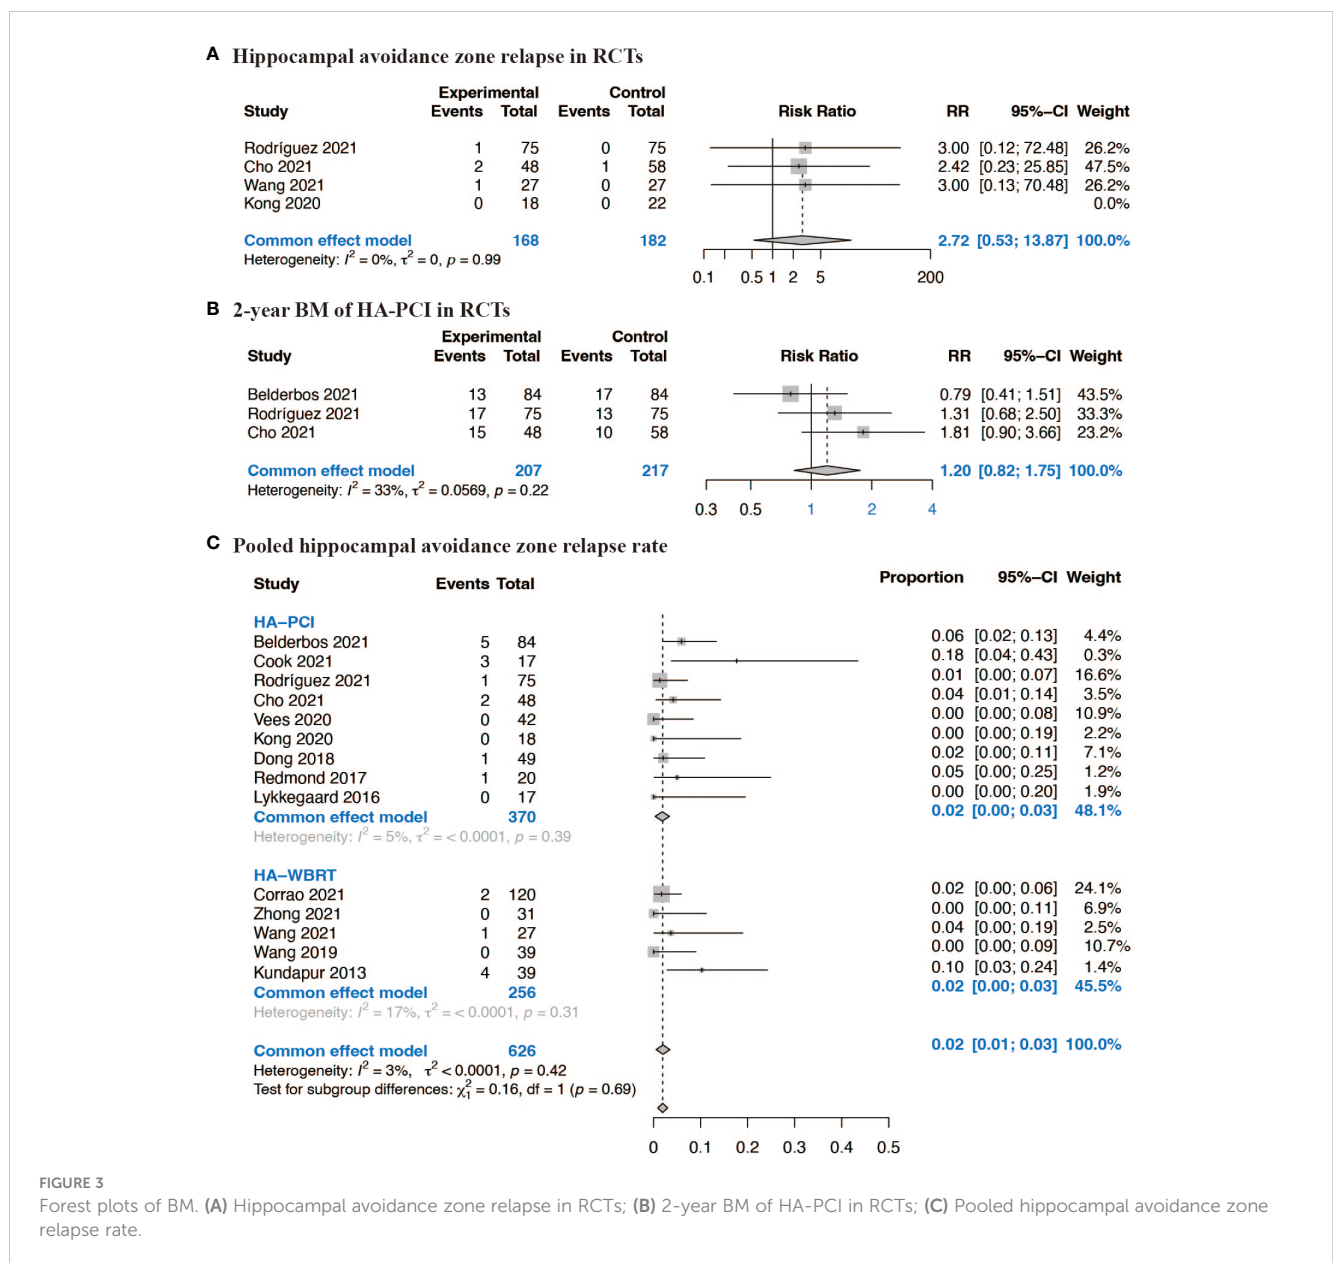 A Hippocampal avoidance zone relapse in RCTs
Experimental Control
Study Events Total Events Total Risk Ratio RR 95%–CI Weight
Rodríguez 2021 1 75 0 75 3.00 [0.12; 72.48] 26.2%
Cho 2021 2 48 1 58 2.42 [0.23; 25.85] 47.5%
Wang 2021 1 27 0 27 3.00 [0.13; 70.48] 26.2%
Kong 2020 0 18 0 22 0.0%
Common effect model 168 182 2.72 [0.53; 13.87] 100.0%
Heterogeneity: I² = 0%, τ² = 0, p = 0.99
0.1 0.5 1 2 5 200
B 2-year BM of HA-PCI in RCTs
Experimental Control
Study Events Total Events Total Risk Ratio RR 95%–CI Weight
Belderbos 2021 13 84 17 84 0.79 [0.41; 1.51] 43.5%
Rodríguez 2021 17 75 13 75 1.31 [0.68; 2.50] 33.3%
Cho 2021 15 48 10 58 1.81 [0.90; 3.66] 23.2%
Common effect model 207 217 1.20 [0.82; 1.75] 100.0%
Heterogeneity: I² = 33%, τ² = 0.0569, p = 0.22
0.3 0.5 1 2 4
C Pooled hippocampal avoidance zone relapse rate
Study Events Total Proportion 95%–CI Weight
HA–PCI
Belderbos 2021 5 84 0.06 [0.02; 0.13] 4.4%
Cook 2021 3 17 0.18 [0.04; 0.43] 0.3%
Rodríguez 2021 1 75 0.01 [0.00; 0.07] 16.6%
Cho 2021 2 48 0.04 [0.01; 0.14] 3.5%
Vees 2020 0 42 0.00 [0.00; 0.08] 10.9%
Kong 2020 0 18 0.00 [0.00; 0.19] 2.2%
Dong 2018 1 49 0.02 [0.00; 0.11] 7.1%
Redmond 2017 1 20 0.05 [0.00; 0.25] 1.2%
Lykkegaard 2016 0 17 0.00 [0.00; 0.20] 1.9%
Common effect model 370 0.02 [0.00; 0.03] 48.1%
Heterogeneity: I² = 5%, τ² = < 0.0001, p = 0.39
HA–WBRT
Corrao 2021 2 120 0.02 [0.00; 0.06] 24.1%
Zhong 2021 0 31 0.00 [0.00; 0.11] 6.9%
Wang 2021 1 27 0.04 [0.00; 0.19] 2.5%
Wang 2019 0 39 0.00 [0.00; 0.09] 10.7%
Kundapur 2013 4 39 0.10 [0.03; 0.24] 1.4%
Common effect model 256 0.02 [0.00; 0.03] 45.5%
Heterogeneity: I² = 17%, τ² = < 0.0001, p = 0.31
Common effect model 626 0.02 [0.01; 0.03] 100.0%
Heterogeneity: I² = 3%, τ² < 0.0001, p = 0.42
Test for subgroup differences: χ²₁ = 0.16, df = 1 (p = 0.69)
0 0.1 0.2 0.3 0.4 0.5
FIGURE 3
Forest plots of BM. (A) Hippocampal avoidance zone relapse in RCTs; (B) 2-year BM of HA-PCI in RCTs; (C) Pooled hippocampal avoidance zone
relapse rate.